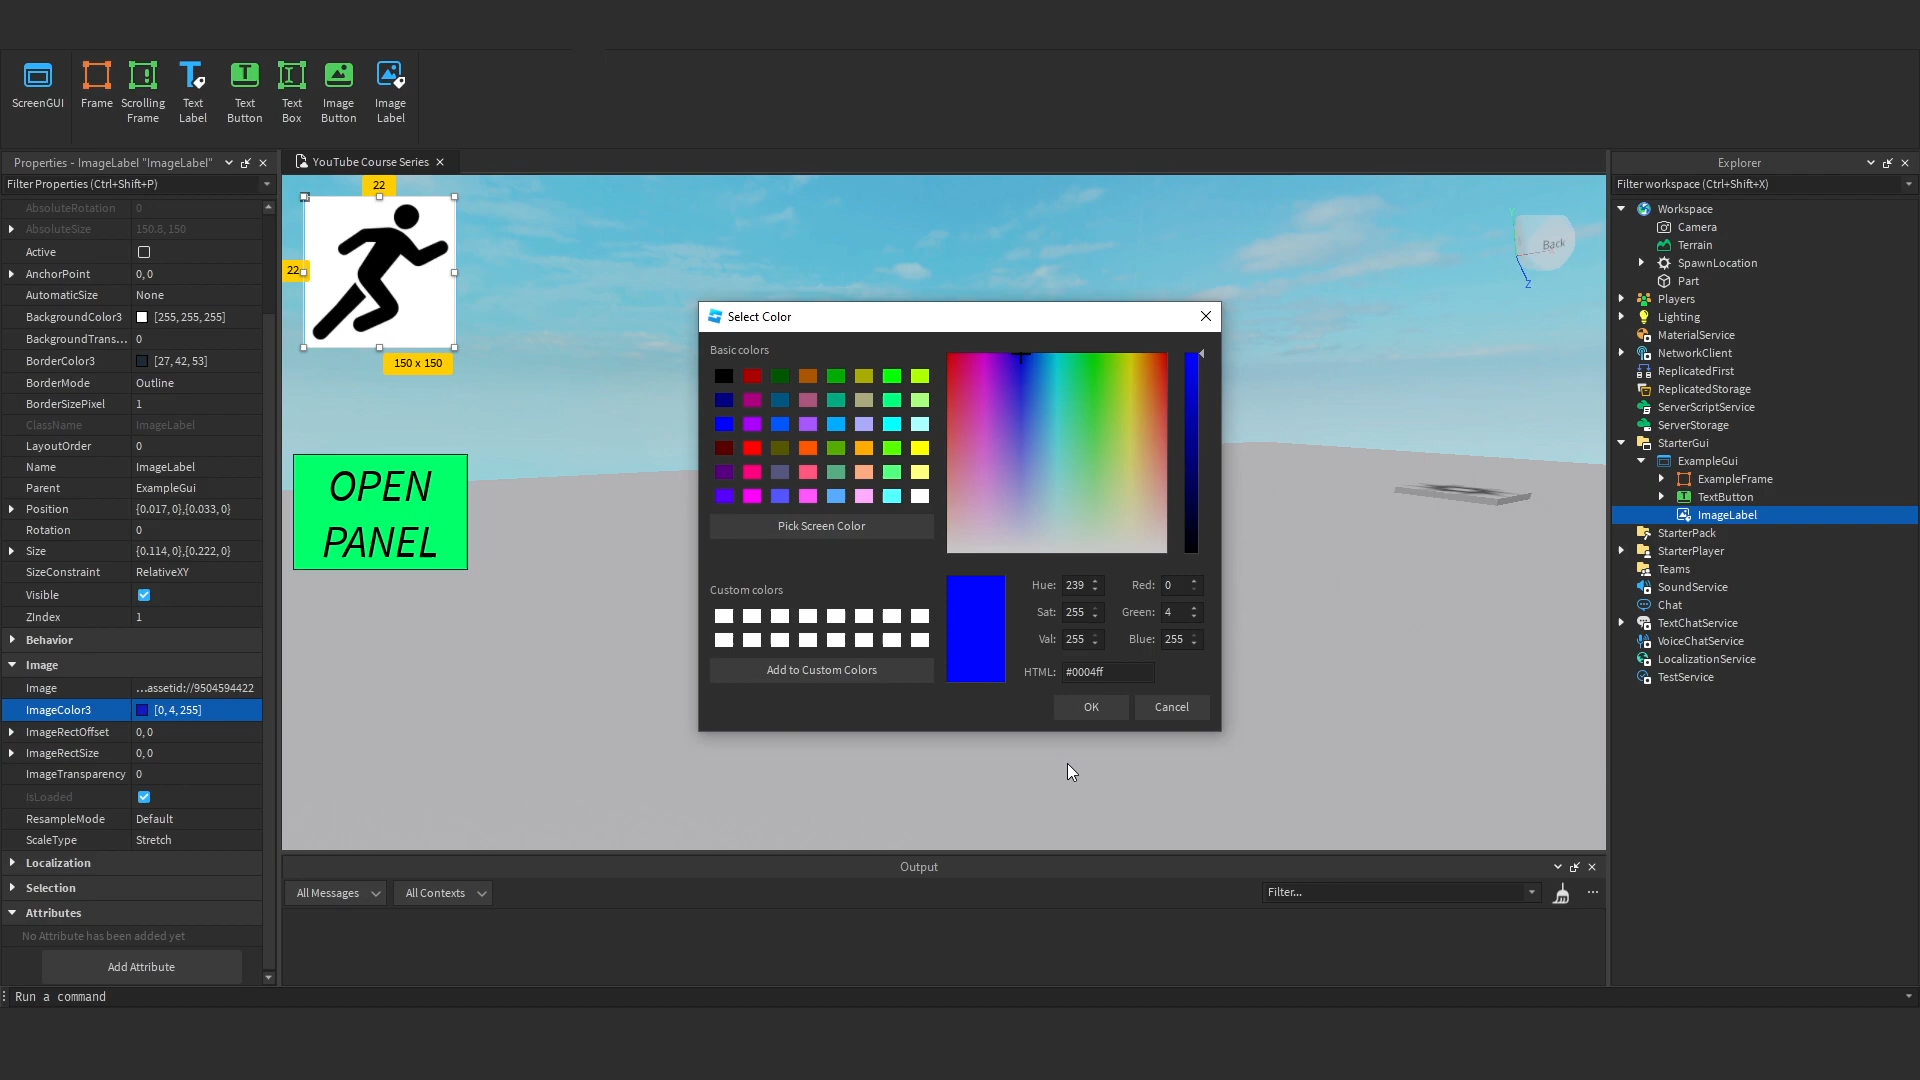 ScreenGUI
Frame
Scrolling
Frame
Text
Label
Text
Button
Text
Box
Image
Button
Image
Label
Properties - ImageLabel "ImageLabel"
Filter Properties (Ctrl+Shift+P)
AbsoluteRotation 0
AbsoluteSize 150.8, 150
Active
AnchorPoint 0, 0
AutomaticSize None
BackgroundColor3 [255, 255, 255]
BackgroundTrans... 0
BorderColor3 [27, 42, 53]
BorderMode Outline
BorderSizePixel 1
ClassName ImageLabel
LayoutOrder 0
Name ImageLabel
Parent ExampleGui
Position {0.017, 0},{0.033, 0}
Rotation 0
Size {0.114, 0},{0.222, 0}
SizeConstraint RelativeXY
Visible
ZIndex 1
Behavior
Image
Image ...assetid://9504594422
ImageColor3 [0, 4, 255]
ImageRectOffset 0, 0
ImageRectSize 0, 0
ImageTransparency 0
IsLoaded
ResampleMode Default
ScaleType Stretch
Localization
Selection
Attributes
No Attribute has been added yet
Add Attribute
Run a command
YouTube Course Series
22
22
150 x 150
OPEN
PANEL
Back
Y
Z
Select Color
Basic colors
Pick Screen Color
Custom colors
Add to Custom Colors
Hue: 239 Red: 0
Sat: 255 Green: 4
Val: 255 Blue: 255
HTML: #0004ff
OK Cancel
Output
All Messages All Contexts Filter...
Explorer
Filter workspace (Ctrl+Shift+X)
Workspace
Camera
Terrain
SpawnLocation
Part
Players
Lighting
MaterialService
NetworkClient
ReplicatedFirst
ReplicatedStorage
ServerScriptService
ServerStorage
StarterGui
ExampleGui
ExampleFrame
TextButton
ImageLabel
StarterPack
StarterPlayer
Teams
SoundService
Chat
TextChatService
VoiceChatService
LocalizationService
TestService